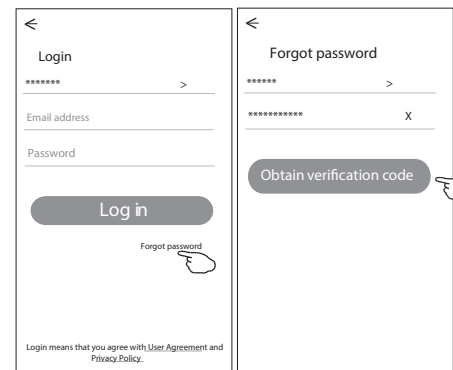 Login
*******
>
Email address
Password
Log in
Forgot password
Login means that you agree with User Agreement and
Privacy Policy
Forgot password
******
>
***********
X
Obtain verification code